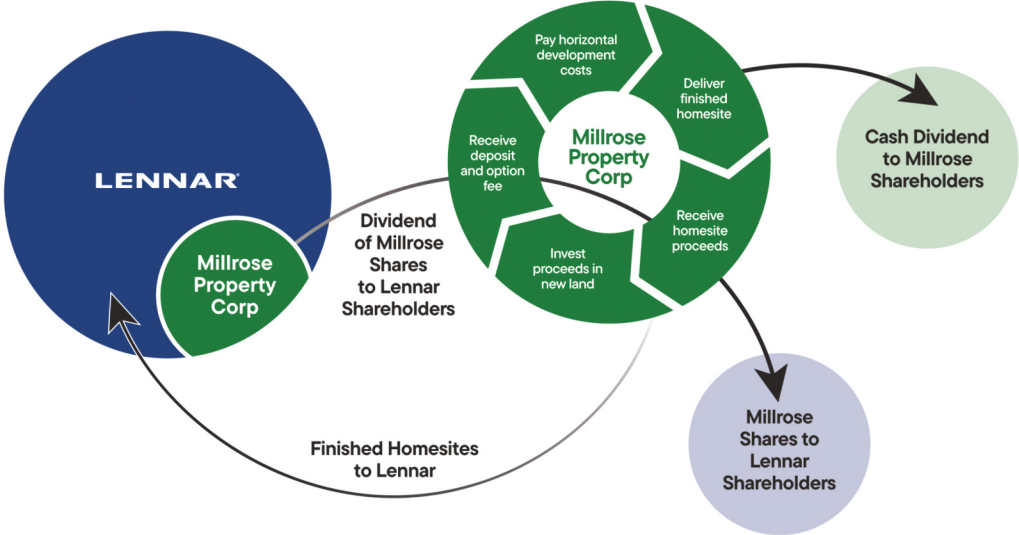 LENNAR®
Millrose
Property
Corp
Dividend
of Millrose
Shares
to Lennar
Shareholders
Finished Homesites
to Lennar
Pay horizontal
development
costs
Deliver
finished
homesite
Receive
homesite
proceeds
Invest
proceeds in
new land
Receive
deposit
and option
fee
Millrose
Property
Corp
Cash Dividend
to Millrose
Shareholders
Millrose
Shares to
Lennar
Shareholders